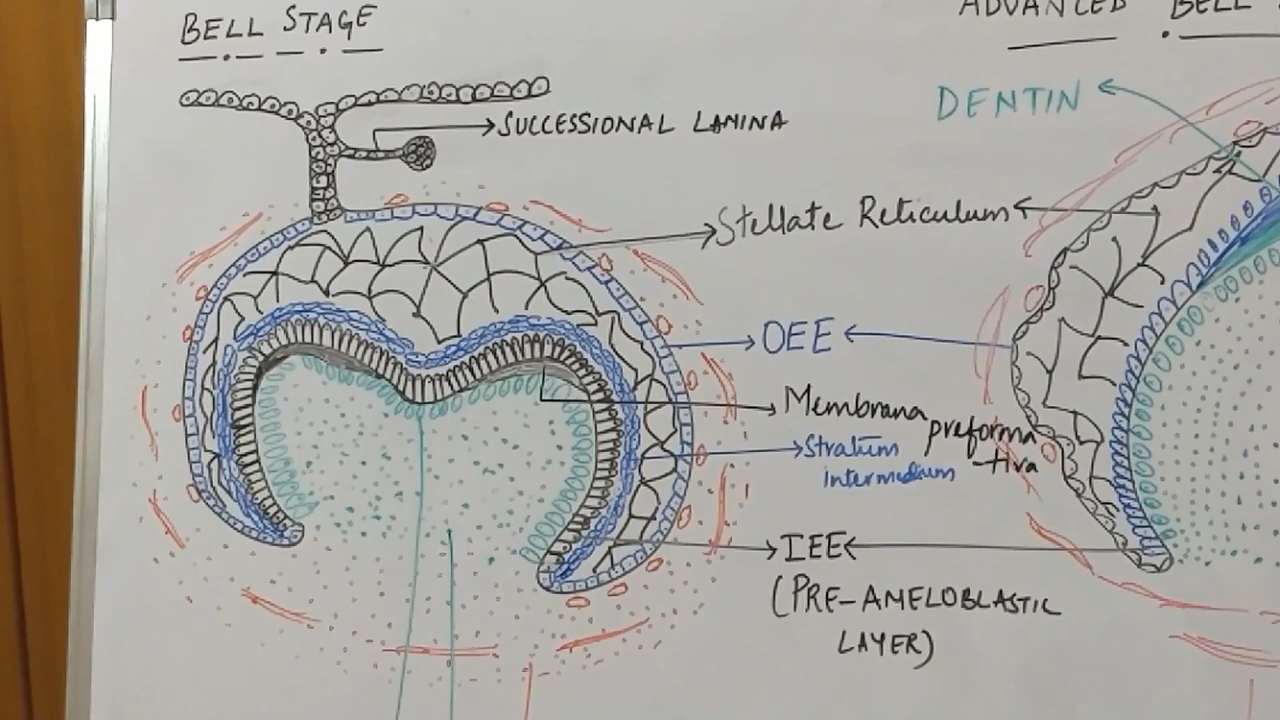 BELL STAGE
ADVANCED BELL
DENTIN
SUCCESSIONAL LAMINA
Stellate Reticulum
OEE
Membrana
preforma
-tiva
Stratum
intermedium
IEE
(PRE-AMELOBLASTIC
LAYER)